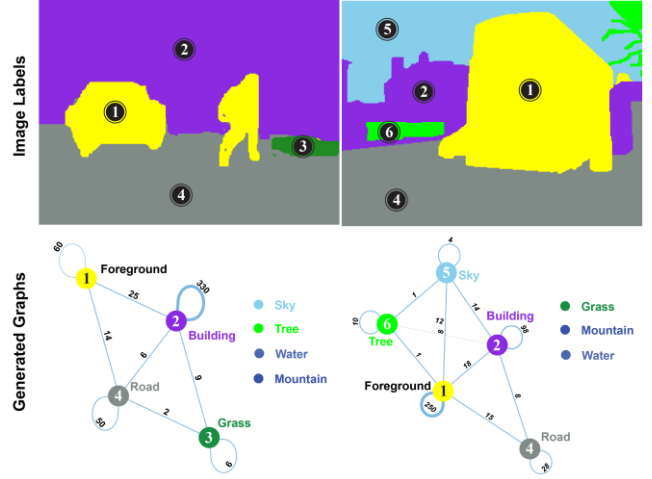 Image Labels
2
1
3
4
5
2
1
6
4
Generated Graphs
60
Foreground
1
25
330
2
Building
14
6
9
Road
4
50
2
Grass
3
6
Sky
Tree
Water
Mountain
4
5
Sky
1
14
Building
6
Tree
10
12
8
2
98
1
18
Foreground
1
250
15
8
Road
4
28
Grass
Mountain
Water